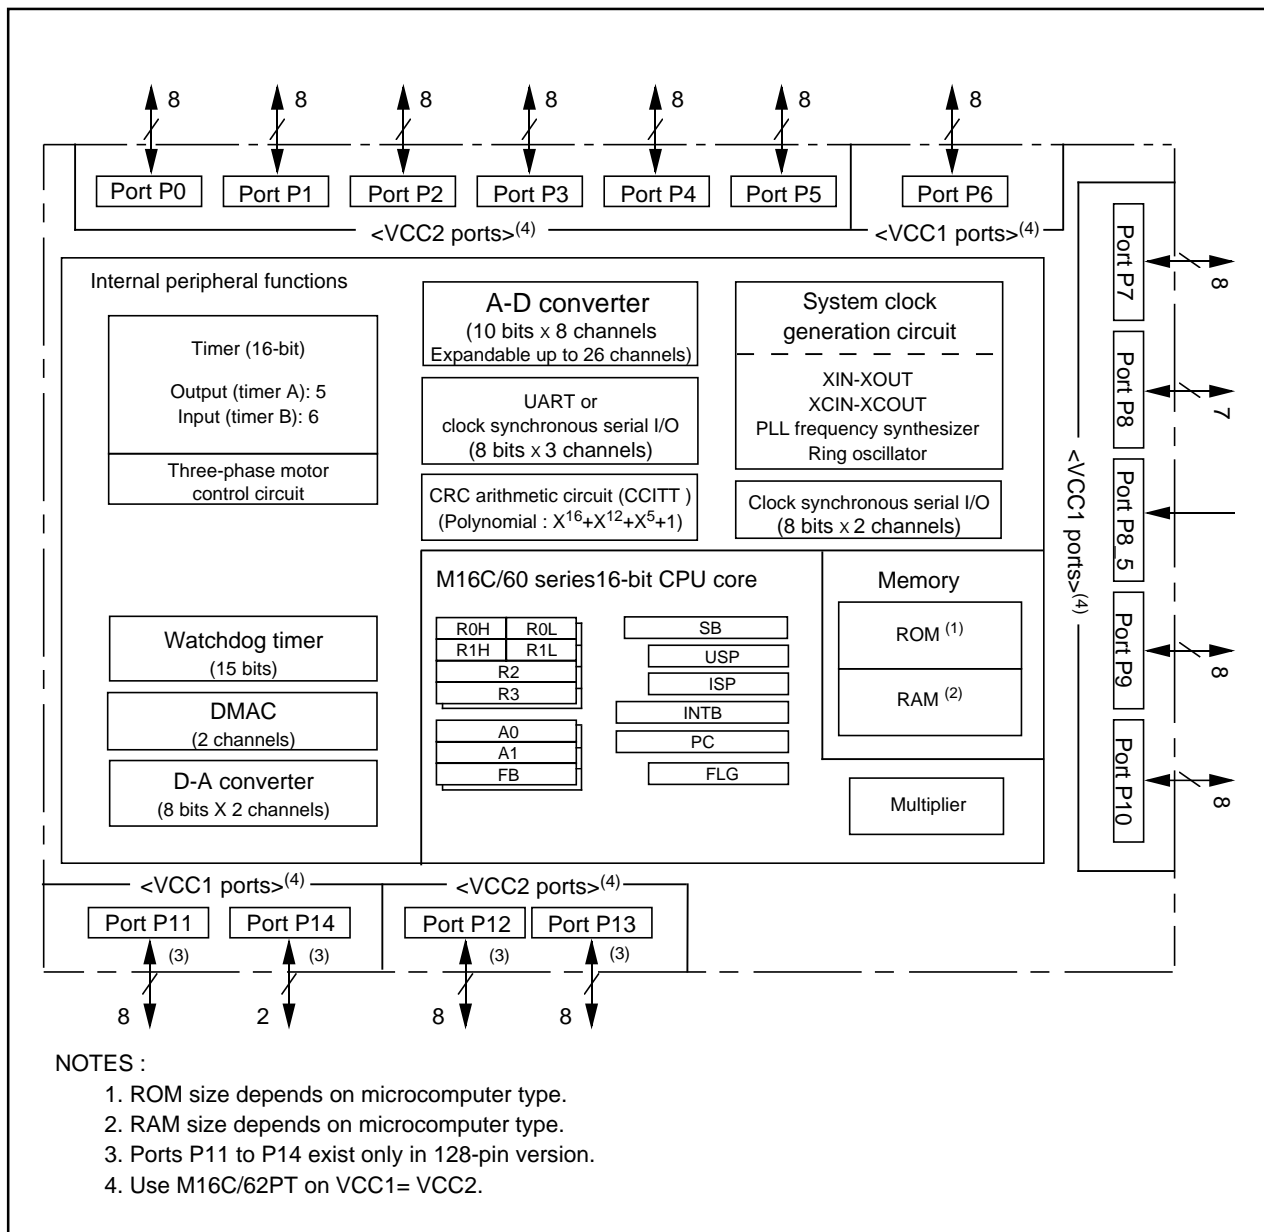 8 8 8 8 8 8 8
Port P0 Port P1 Port P2 Port P3 Port P4 Port P5 Port P6
<VCC2 ports>(4) <VCC1 ports>(4)
Internal peripheral functions
Timer (16-bit)
Output (timer A): 5
Input (timer B): 6
Three-phase motor
control circuit
A-D converter
(10 bits x 8 channels
Expandable up to 26 channels)
UART or
clock synchronous serial I/O
(8 bits x 3 channels)
CRC arithmetic circuit (CCITT )
(Polynomial : X16+X12+X5+1)
System clock
generation circuit
XIN-XOUT
XCIN-XCOUT
PLL frequency synthesizer
Ring oscillator
Clock synchronous serial I/O
(8 bits x 2 channels)
Watchdog timer
(15 bits)
DMAC
(2 channels)
D-A converter
(8 bits X 2 channels)
M16C/60 series16-bit CPU core
R0H R0L
R1H R1L
R2
R3
A0
A1
FB
SB
USP
ISP
INTB
PC
FLG
Memory
ROM (1)
RAM (2)
Multiplier
<VCC1 ports>(4)
Port P7
8
Port P8
7
Port P8_5
Port P9
8
Port P10
8
<VCC1 ports>(4) <VCC2 ports>(4)
Port P11 Port P14 Port P12 Port P13
(3) (3) (3) (3)
8 2 8 8
NOTES :
1. ROM size depends on microcomputer type.
2. RAM size depends on microcomputer type.
3. Ports P11 to P14 exist only in 128-pin version.
4. Use M16C/62PT on VCC1= VCC2.